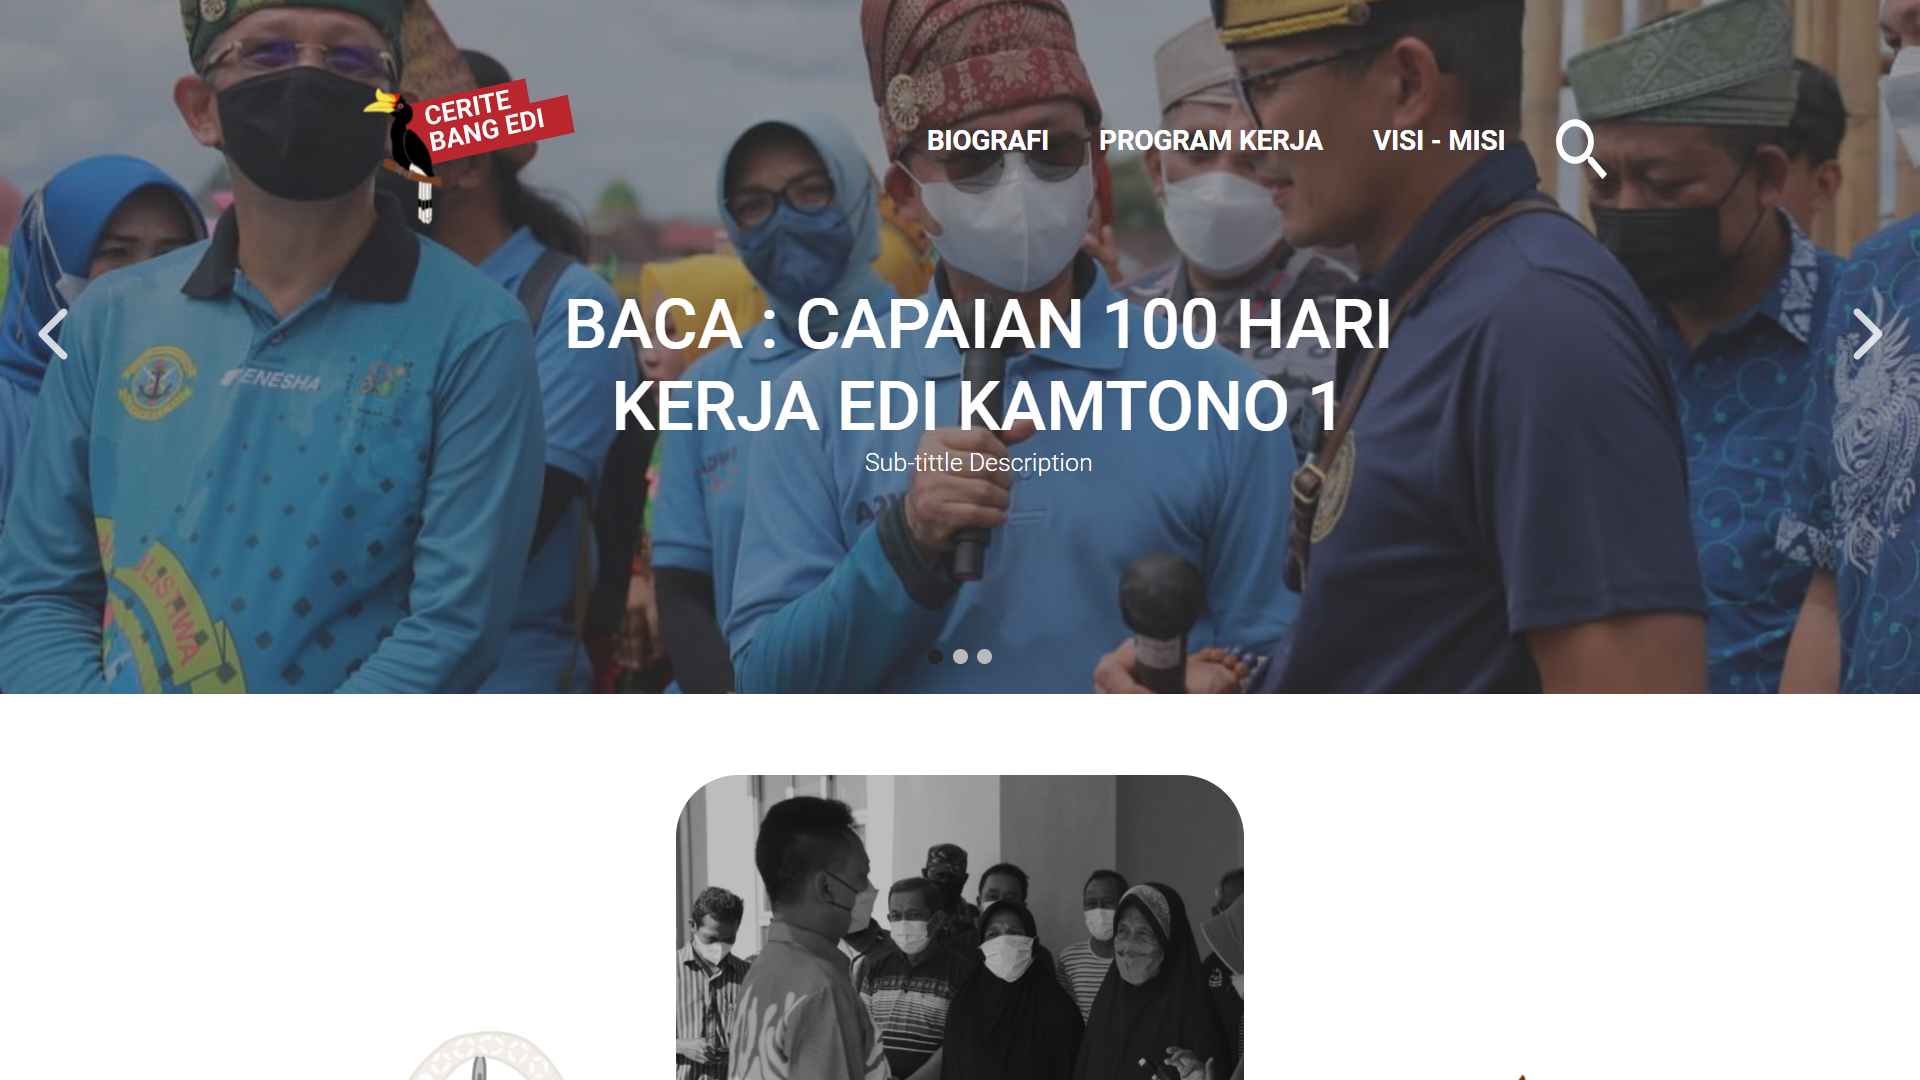 CERITE
BANG EDI
BIOGRAFI PROGRAM KERJA VISI - MISI
BACA : CAPAIAN 100 HARI
KERJA EDI KAMTONO 1
Sub-tittle Description